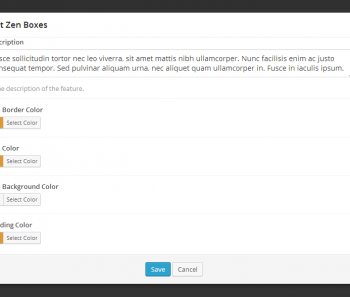 t Zen Boxes
cription
sce sollicitudin tortor nec leo viverra, sit amet mattis nibh ullamcorper. Nunc facilisis enim ac justo
nsequat tempor. Sed pulvinar aliquam urna, nec aliquet quam ullamcorper in. Fusce in iaculis ipsum.
he description of the feature.
Border Color
Select Color
Color
Select Color
Background Color
Select Color
ding Color
Select Color
Save
Cancel